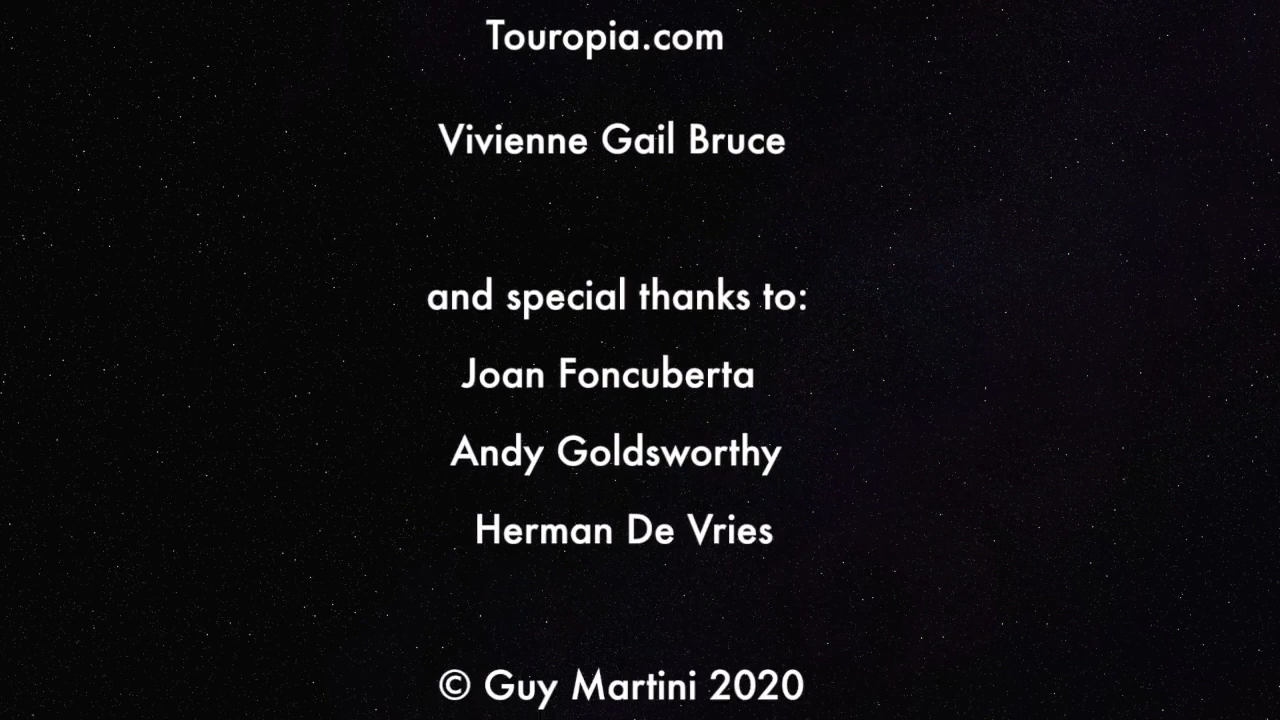 Touropia.com
Vivienne Gail Bruce
and special thanks to:
Joan Foncuberta
Andy Goldsworthy
Herman De Vries
© Guy Martini 2020